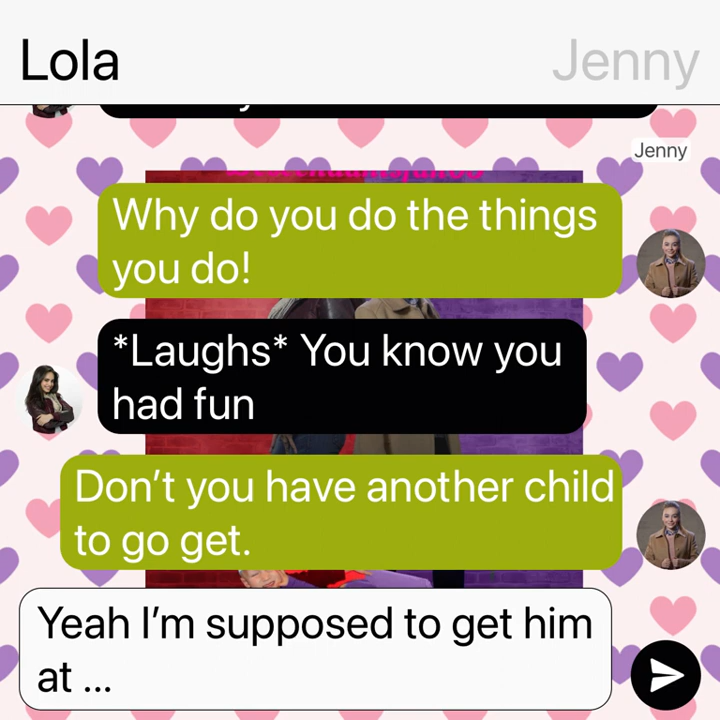 Lola
Jenny
Jenny
Why do you do the things
you do!
*Laughs* You know you
had fun
Don’t you have another child
to go get.
Yeah I’m supposed to get him
at ...